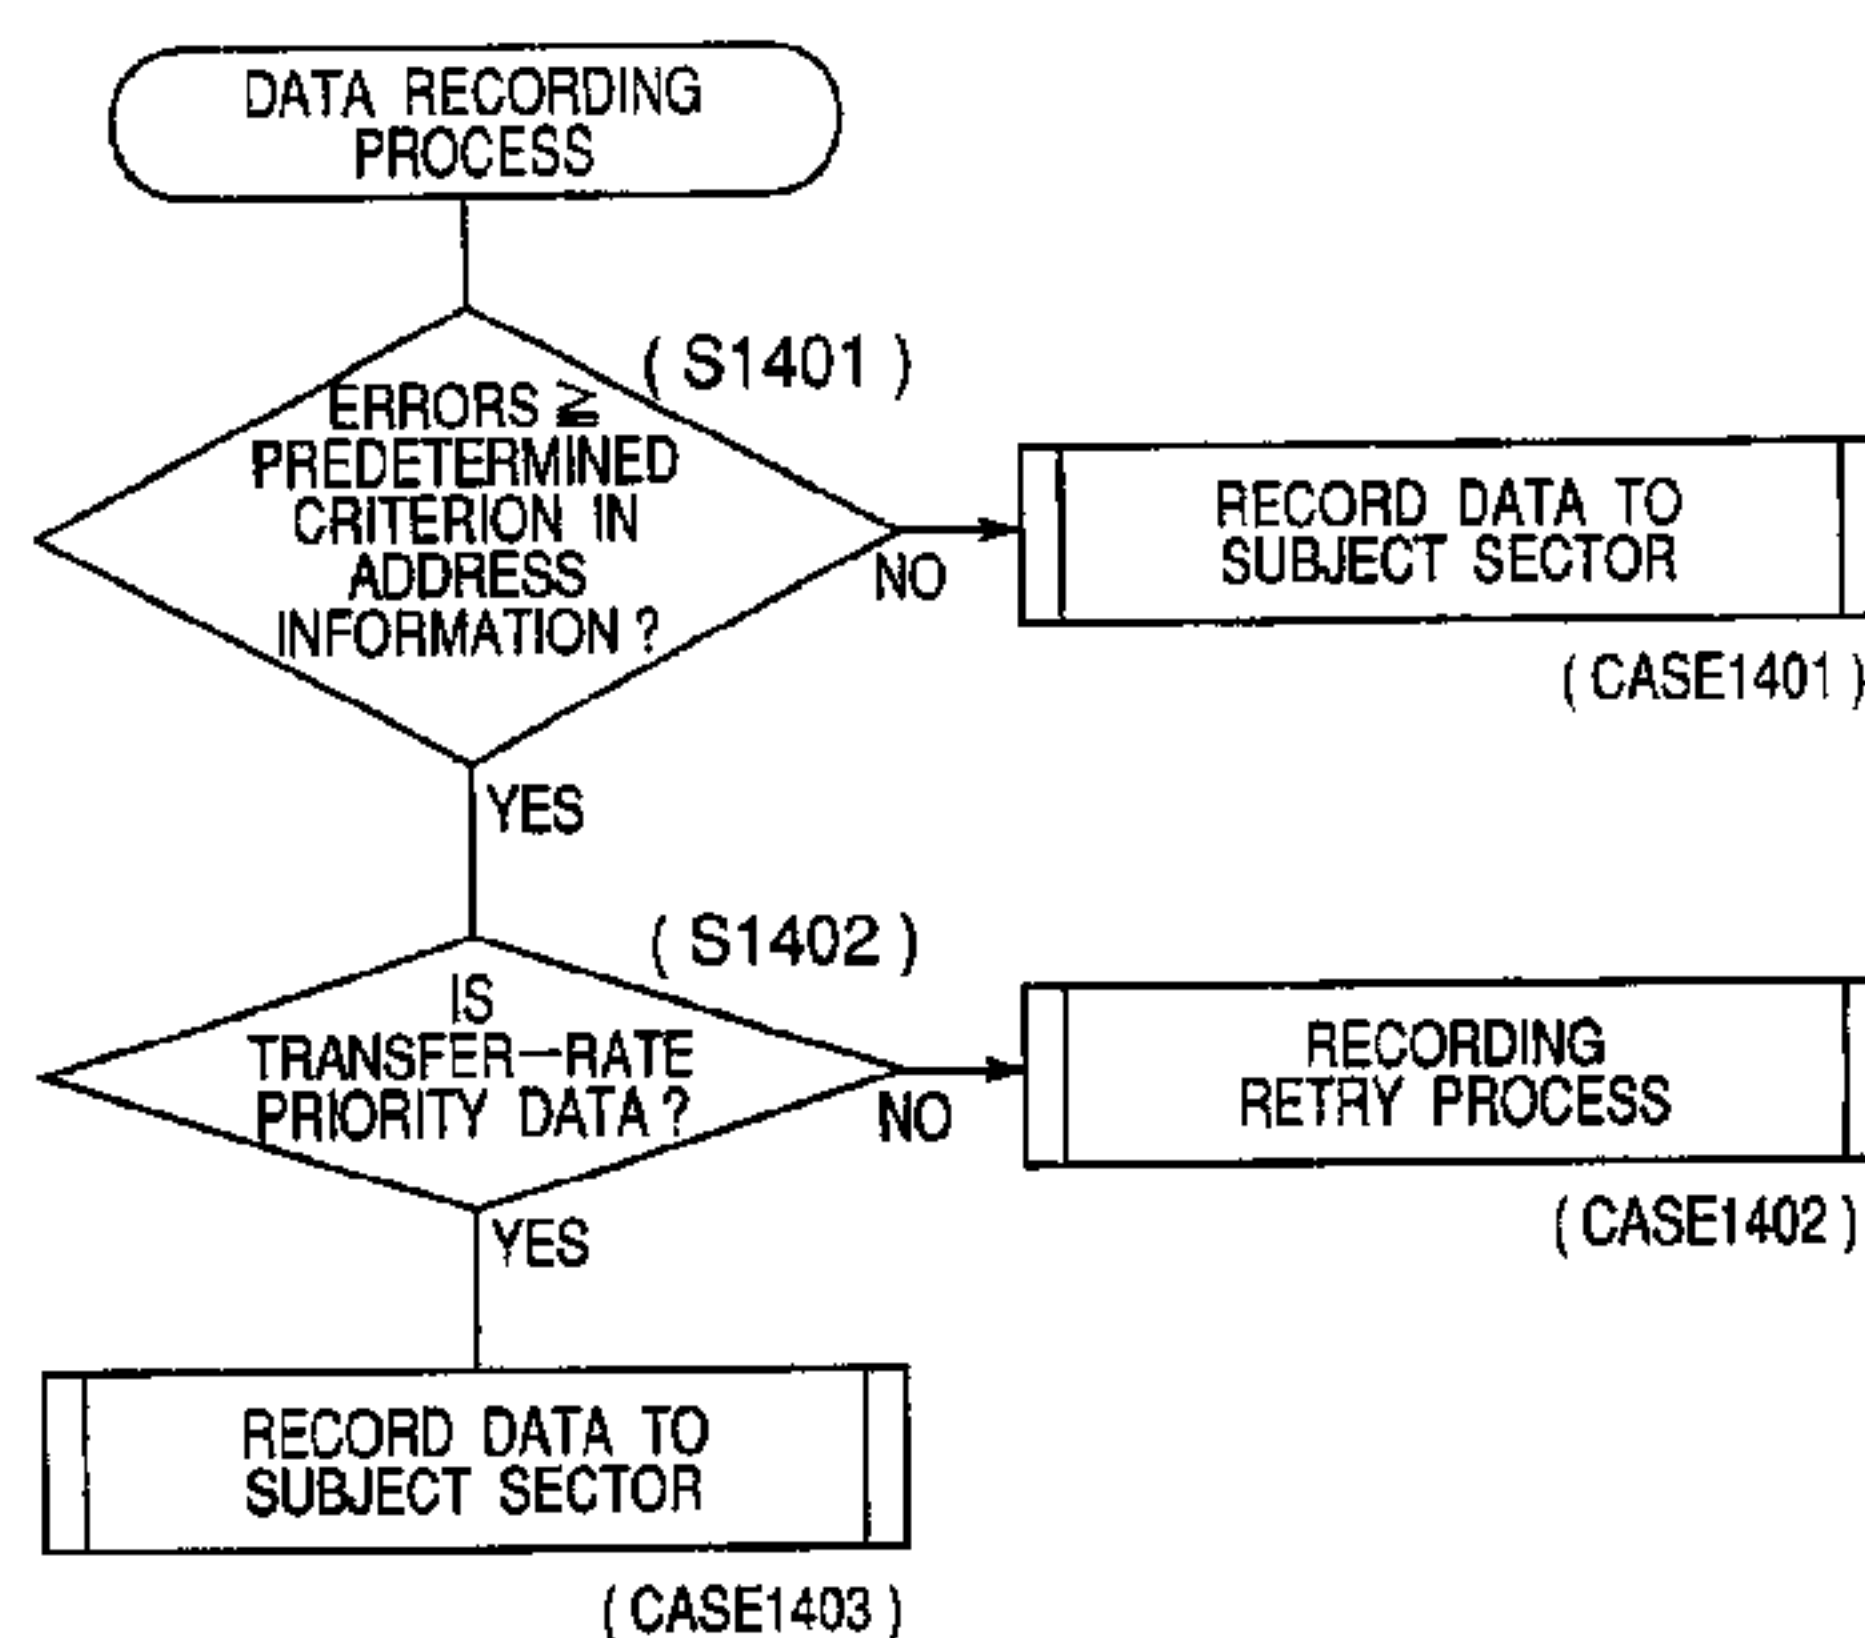 DATA RECORDING
PROCESS
( S1401 )
ERRORS ≧
PREDETERMINED
CRITERION IN
ADDRESS
INFORMATION ?
NO
RECORD DATA TO
SUBJECT SECTOR
( CASE1401 )
YES
( S1402 )
IS
TRANSFER—RATE
PRIORITY DATA ?
NO
RECORDING
RETRY PROCESS
( CASE1402 )
YES
RECORD DATA TO
SUBJECT SECTOR
( CASE1403 )